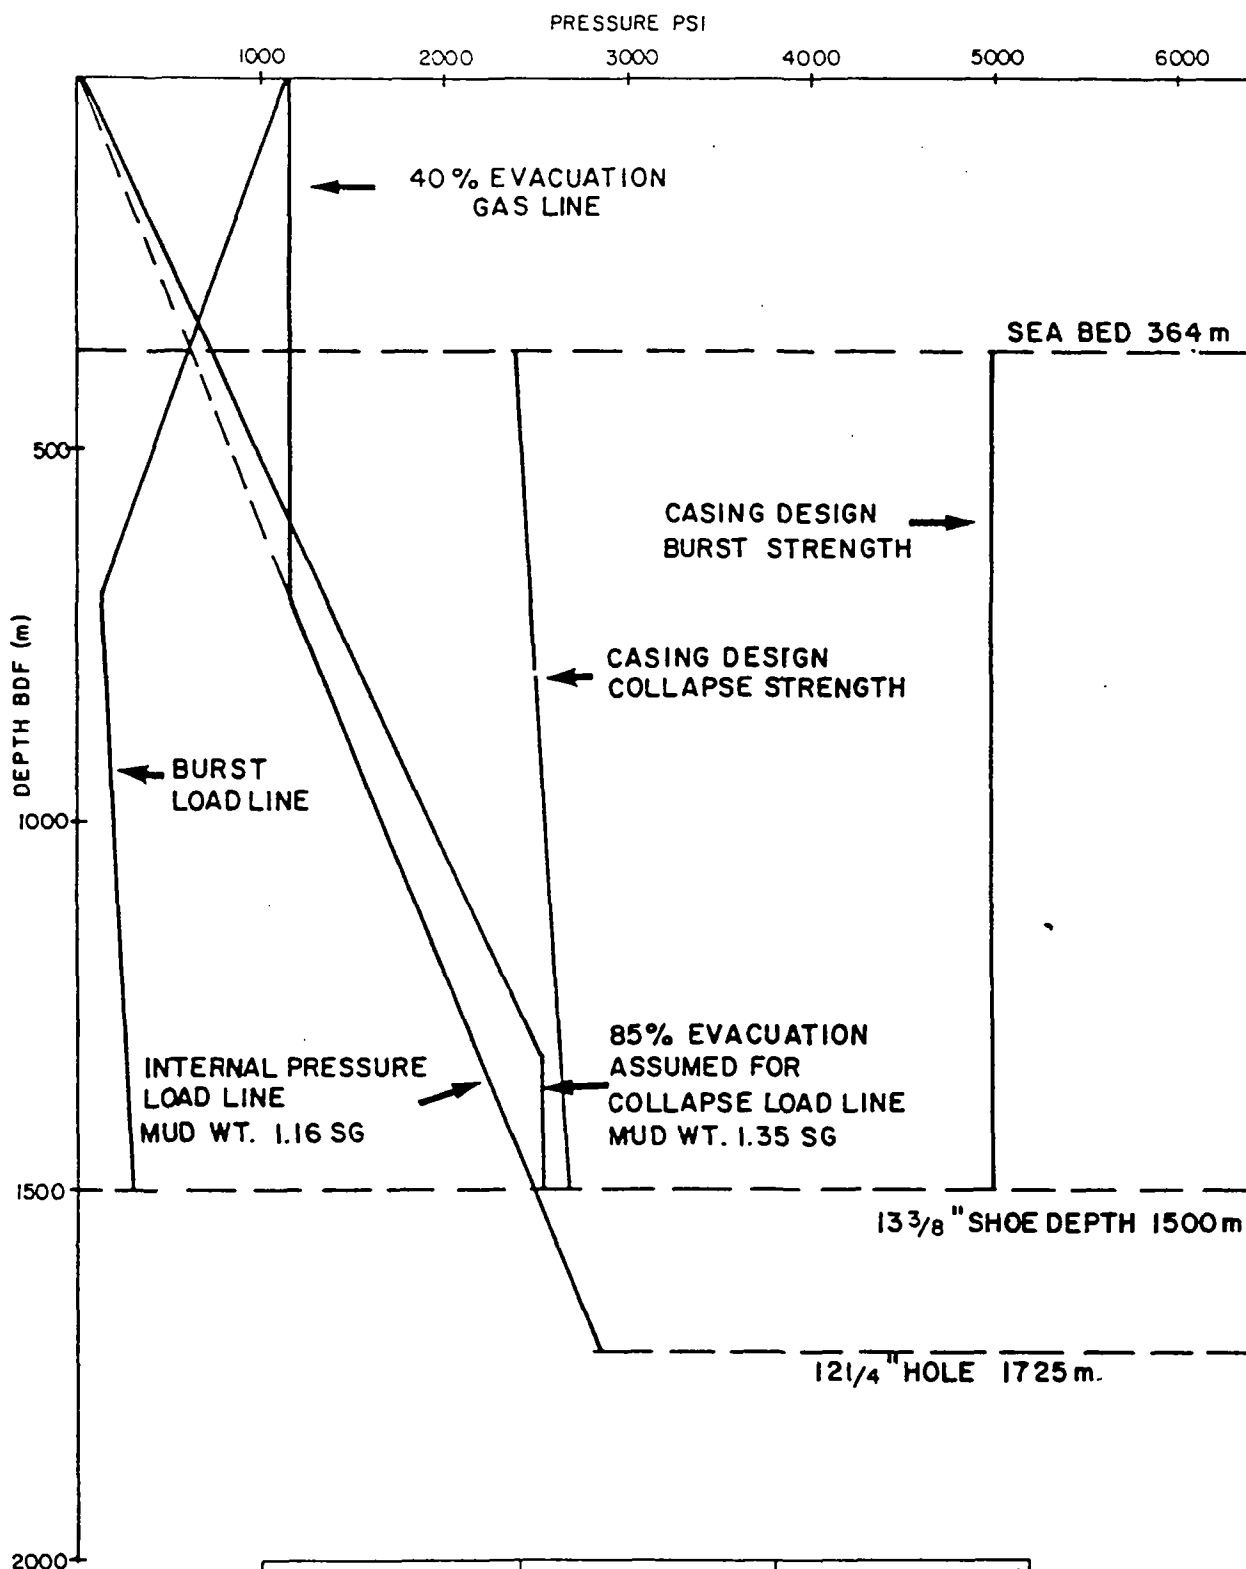 PRESSURE PSI
1000 2000 3000 4000 5000 6000
40% EVACUATION
GAS LINE
SEA BED 364 m
500
CASING DESIGN
BURST STRENGTH
DEPTH BDF (m)
CASING DESIGN
COLLAPSE STRENGTH
BURST
LOAD LINE
1000
85% EVACUATION
ASSUMED FOR
COLLAPSE LOAD LINE
MUD WT. 1.35 SG
INTERNAL PRESSURE
LOAD LINE
MUD WT. 1.16 SG
1500
13 3/8" SHOE DEPTH 1500 m
12 1/4" HOLE 1725 m.
2000